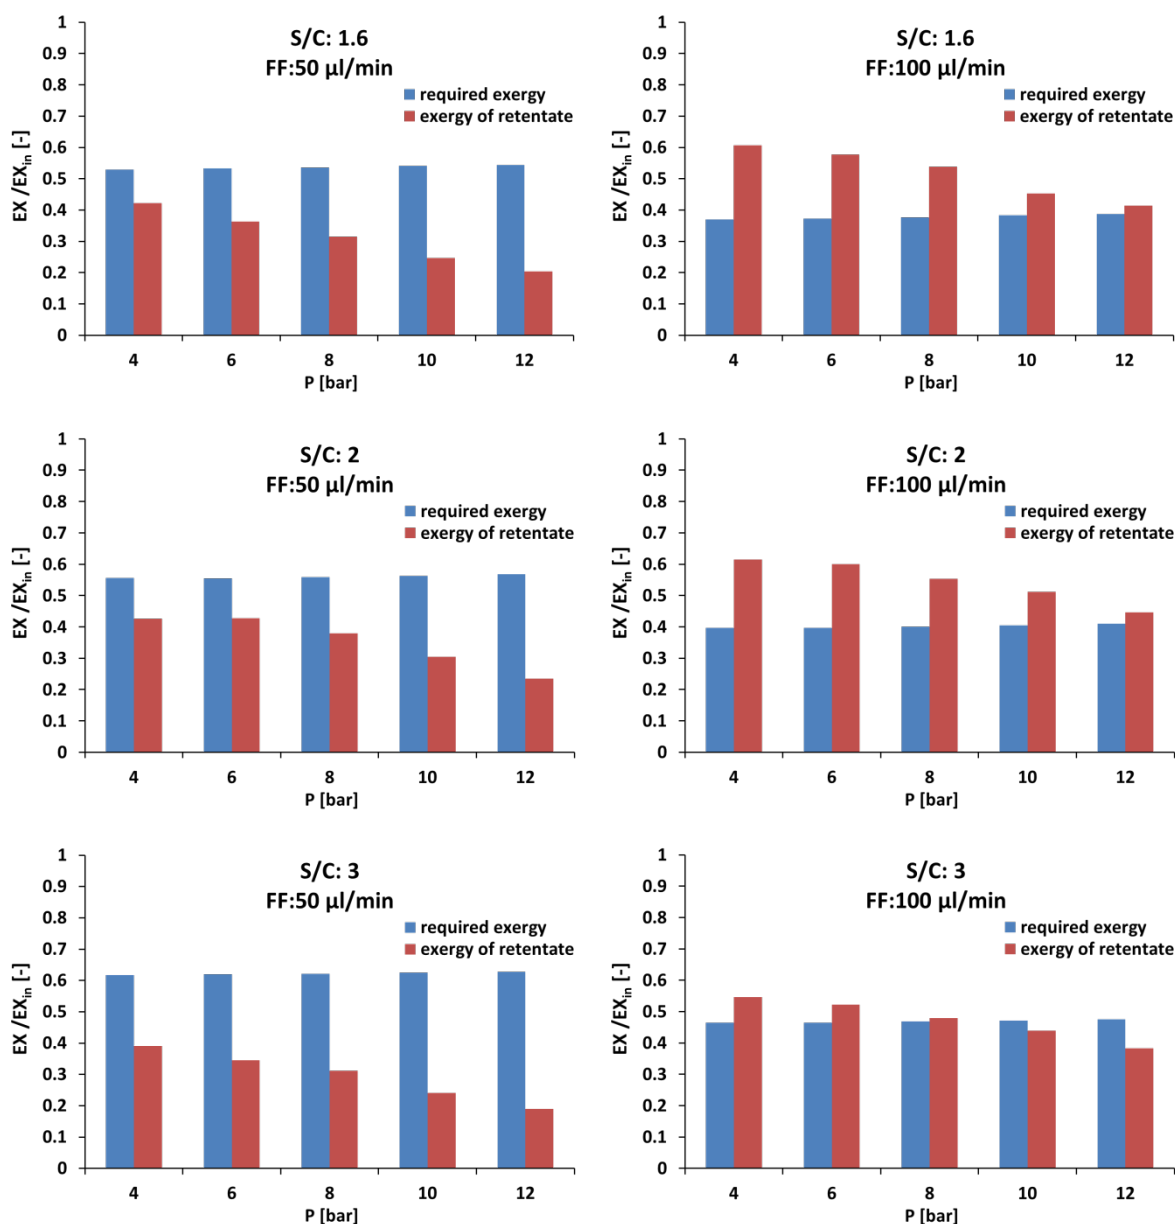 S/C: 1.6
FF:50 µl/min
required exergy
exergy of retentate
EX /EXin [-]
1
0.9
0.8
0.7
0.6
0.5
0.4
0.3
0.2
0.1
0
4 6 8 10 12
P [bar]
S/C: 1.6
FF:100 µl/min
required exergy
exergy of retentate
EX /EXin [-]
1
0.9
0.8
0.7
0.6
0.5
0.4
0.3
0.2
0.1
0
4 6 8 10 12
P [bar]
S/C: 2
FF:50 µl/min
required exergy
exergy of retentate
EX /EXin [-]
1
0.9
0.8
0.7
0.6
0.5
0.4
0.3
0.2
0.1
0
4 6 8 10 12
P [bar]
S/C: 2
FF:100 µl/min
required exergy
exergy of retentate
EX /EXin [-]
1
0.9
0.8
0.7
0.6
0.5
0.4
0.3
0.2
0.1
0
4 6 8 10 12
P [bar]
S/C: 3
FF:50 µl/min
required exergy
exergy of retentate
EX /EXin [-]
1
0.9
0.8
0.7
0.6
0.5
0.4
0.3
0.2
0.1
0
4 6 8 10 12
P [bar]
S/C: 3
FF:100 µl/min
required exergy
exergy of retentate
EX /EXin [-]
1
0.9
0.8
0.7
0.6
0.5
0.4
0.3
0.2
0.1
0
4 6 8 10 12
P [bar]